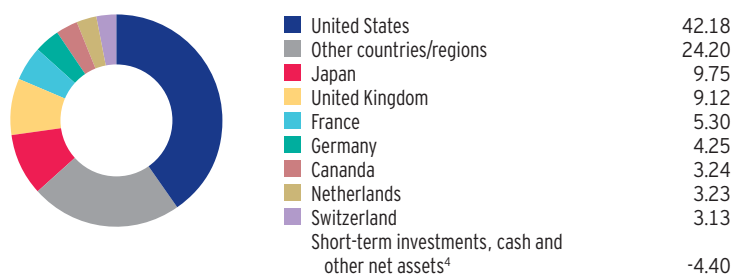 United States 42.18
Other countries/regions 24.20
Japan 9.75
United Kingdom 9.12
France 5.30
Germany 4.25
Cananda 3.24
Netherlands 3.23
Switzerland 3.13
Short-term investments, cash and
other net assets⁴ -4.40